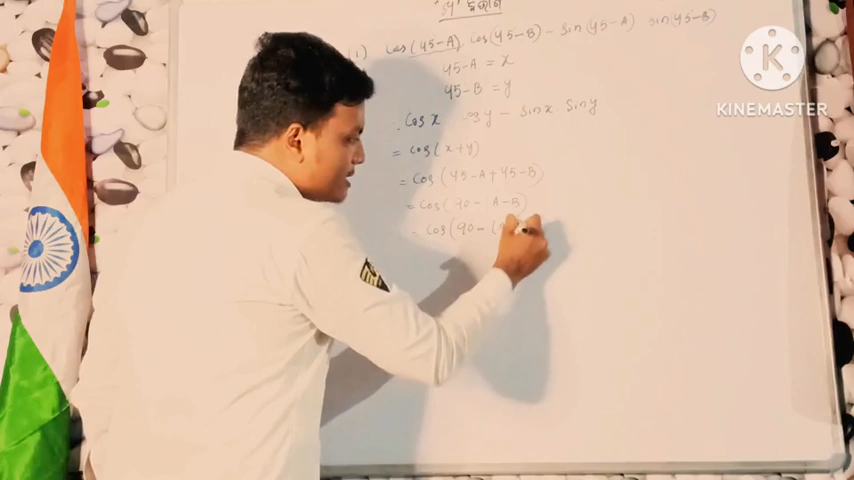 (i) Cos(45-A). Cos(45-B) - Sin(45-A) Sin(45-B)
45-A = x
45-B = y
K
KINEMASTER
. Cos x Cos y - Sin x. Sin y
= Cos(x+y)
= Cos(45-A+45-B)
= Cos(90-A-B)
= Cos(90-(